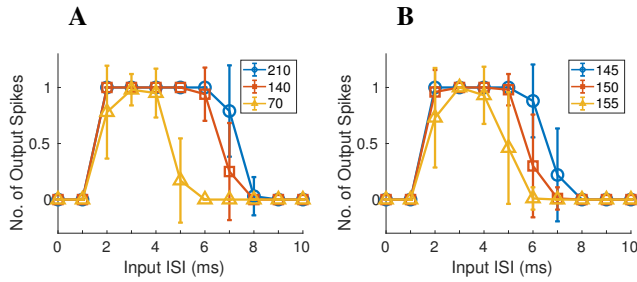 A
B
No. of Output Spikes
1
0.5
0
210
140
70
0 2 4 6 8 10
Input ISI (ms)
No. of Output Spikes
1
0.5
0
145
150
155
0 2 4 6 8 10
Input ISI (ms)